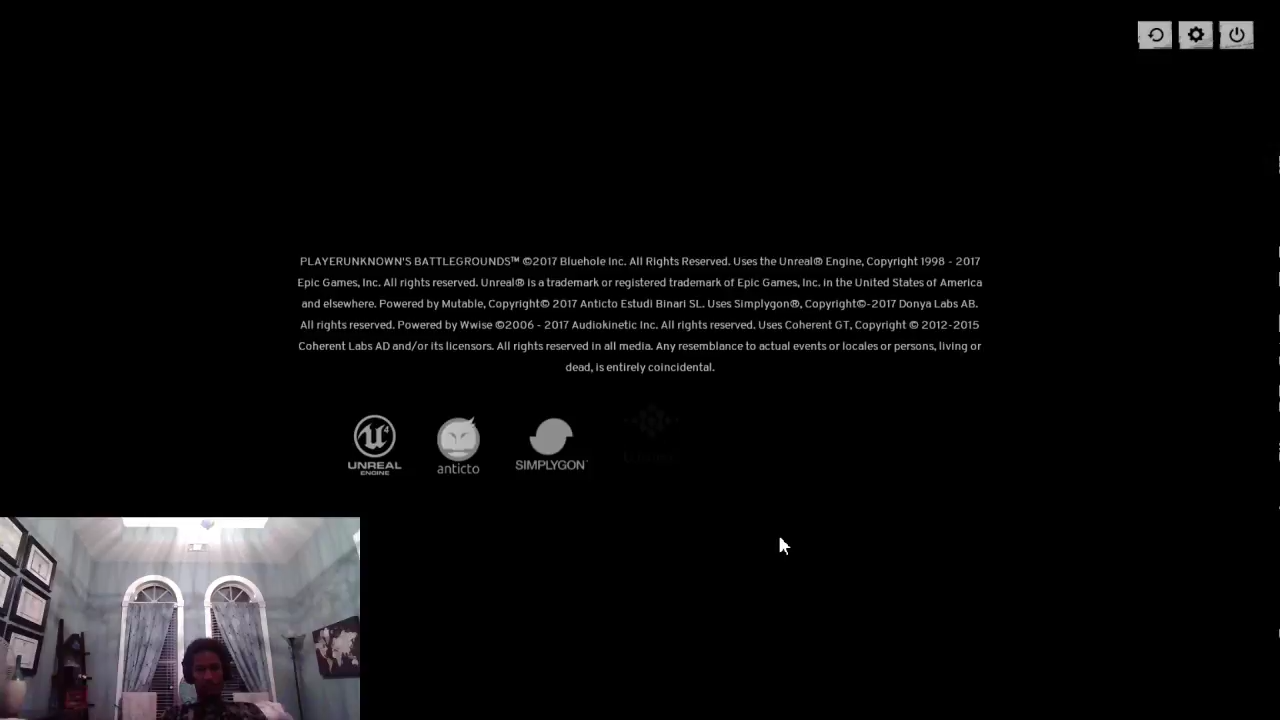 PLAYERUNKNOWN'S BATTLEGROUNDS™ ©2017 Bluehole Inc. All Rights Reserved. Uses the Unreal® Engine, Copyright 1998 - 2017
Epic Games, Inc. All rights reserved. Unreal® is a trademark or registered trademark of Epic Games, Inc. in the United States of America
and elsewhere. Powered by Mutable, Copyright© 2017 Anticto Estudi Binari SL. Uses Simplygon®, Copyright©-2017 Donya Labs AB.
All rights reserved. Powered by Wwise ©2006 - 2017 Audiokinetic Inc. All rights reserved. Uses Coherent GT, Copyright © 2012-2015
Coherent Labs AD and/or its licensors. All rights reserved in all media. Any resemblance to actual events or locales or persons, living or
dead, is entirely coincidental.
UNREAL
ENGINE
anticto
SIMPLYGON